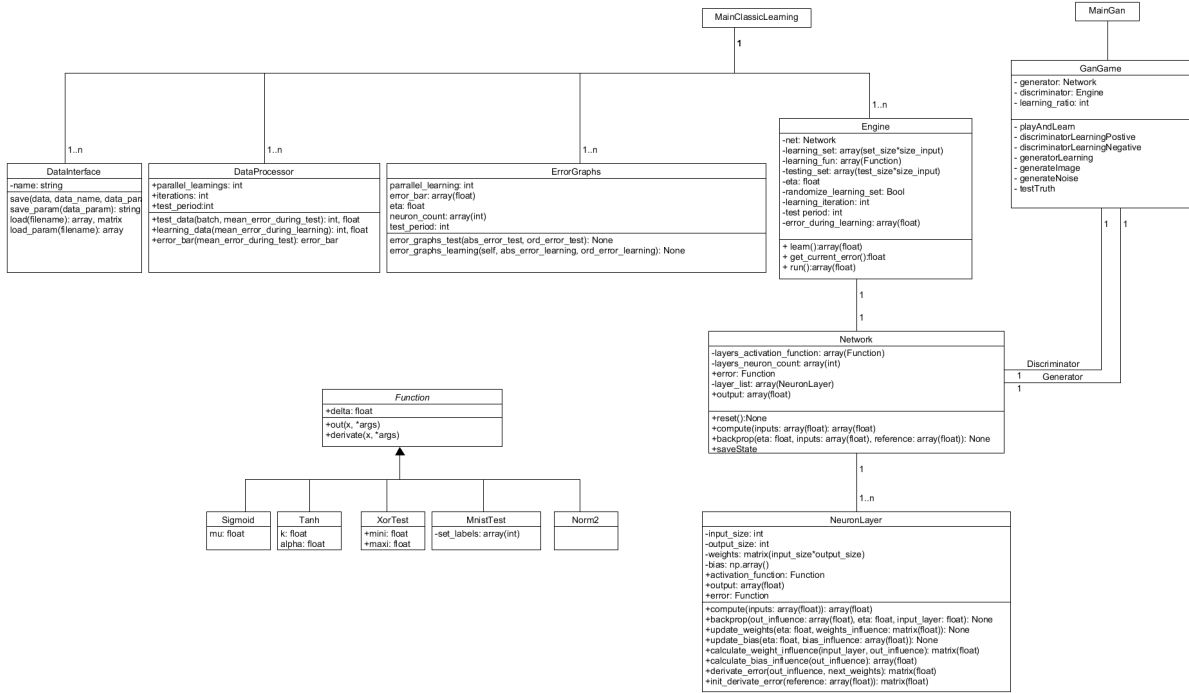 MainClassicLearning
1
1..n
1..n
1..n
1..n
DataInterface
-name: string
save(data, data_name, data_par
save_param(data_param): string
load(filename): array, matrix
load_param(filename): array
DataProcessor
+parallel_learnings: int
+iterations: int
+test_period:int
+test_data(batch, mean_error_during_test): int, float
+learning_data(mean_error_during_learning): int, float
+error_bar(mean_error_during_test): error_bar
ErrorGraphs
parrallel_learning: int
error_bar: array(float)
eta: float
neuron_count: array(int)
test_period: int
error_graphs_test(abs_error_test, ord_error_test): None
error_graphs_learning(self, abs_error_learning, ord_error_learning): None
Engine
-net: Network
-learning_set: array(set_size*size_input)
-learning_fun: array(Function)
-testing_set: array(test_size*size_input)
-eta: float
-randomize_learning_set: Bool
-learning_iteration: int
-test period: int
-error_during_learning: array(float)
+ learn():array(float)
+ get_current_error():float
+ run():array(float)
MainGan
GanGame
- generator: Network
- discriminator: Engine
- learning_ratio: int
- playAndLearn
- discriminatorLearningPostive
- discriminatorLearningNegative
- generatorLearning
- generateImage
- generateNoise
- testTruth
1
1
1
1
Network
-layers_activation_function: array(Function)
-layers_neuron_count: array(int)
+error: Function
-layer_list: array(NeuronLayer)
+output: array(float)
+reset():None
+compute(inputs: array(float): array(float)
+backprop(eta: float, inputs: array(float), reference: array(float)): None
+saveState
Discriminator
1
Generator
1
1
1..n
Function
+delta: float
+out(x, *args)
+derivate(x, *args)
Sigmoid
mu: float
Tanh
k: float
alpha: float
XorTest
+mini: float
+maxi: float
MnistTest
-set_labels: array(int)
Norm2
NeuronLayer
-input_size: int
-output_size: int
-weights: matrix(input_size*output_size)
-bias: np.array()
+activation_function: Function
+output: array(float)
+error: Function
+compute(inputs: array(float)): array(float)
+backprop(out_influence: array(float), eta: float, input_layer: float): None
+update_weights(eta: float, weights_influence: matrix(float)): None
+update_bias(eta: float, bias_influence: array(float)): None
+calculate_weight_influence(input_layer, out_influence): matrix(float)
+calculate_bias_influence(out_influence): array(float)
+derivate_error(out_influence, next_weights): matrix(float)
+init_derivate_error(reference: array(float)): matrix(float)